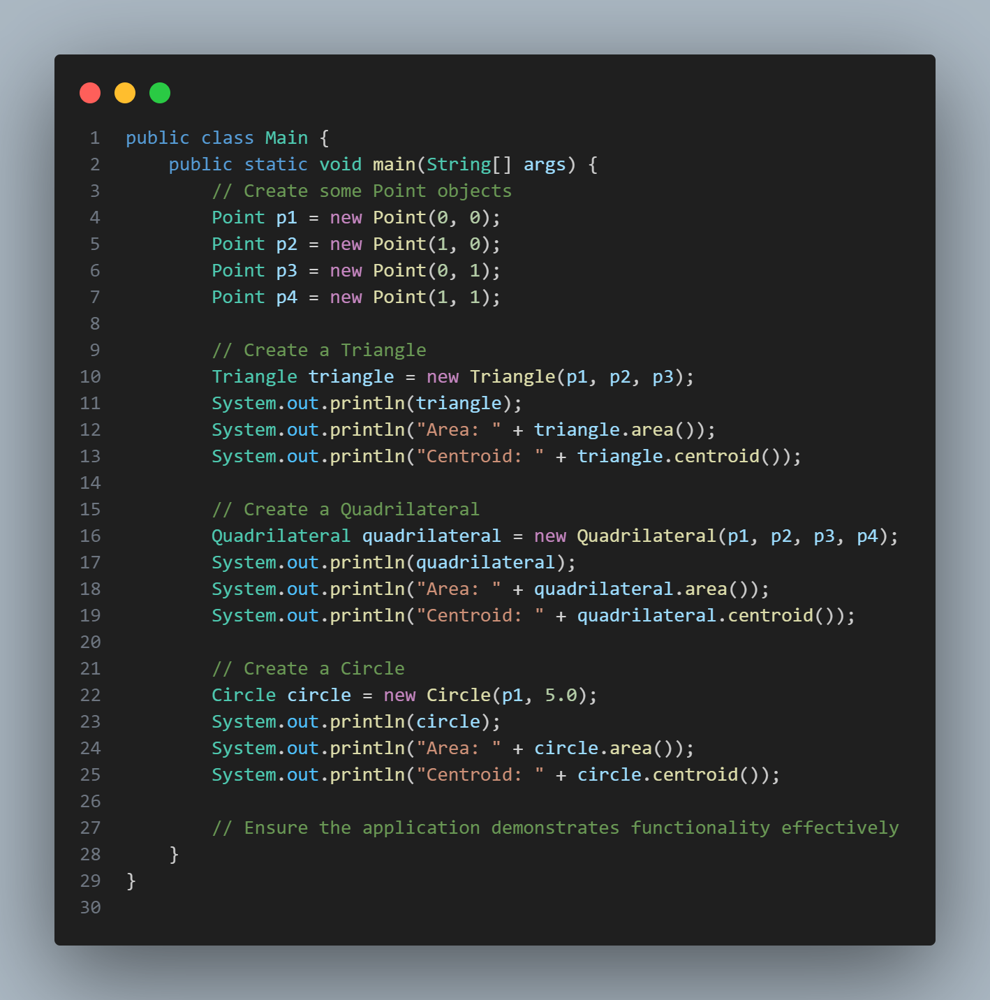 1 public class Main {
2     public static void main(String[] args) {
3         // Create some Point objects
4         Point p1 = new Point(0, 0);
5         Point p2 = new Point(1, 0);
6         Point p3 = new Point(0, 1);
7         Point p4 = new Point(1, 1);
8
9         // Create a Triangle
10         Triangle triangle = new Triangle(p1, p2, p3);
11         System.out.println(triangle);
12         System.out.println("Area: " + triangle.area());
13         System.out.println("Centroid: " + triangle.centroid());
14
15         // Create a Quadrilateral
16         Quadrilateral quadrilateral = new Quadrilateral(p1, p2, p3, p4);
17         System.out.println(quadrilateral);
18         System.out.println("Area: " + quadrilateral.area());
19         System.out.println("Centroid: " + quadrilateral.centroid());
20
21         // Create a Circle
22         Circle circle = new Circle(p1, 5.0);
23         System.out.println(circle);
24         System.out.println("Area: " + circle.area());
25         System.out.println("Centroid: " + circle.centroid());
26
27         // Ensure the application demonstrates functionality effectively
28     }
29 }
30